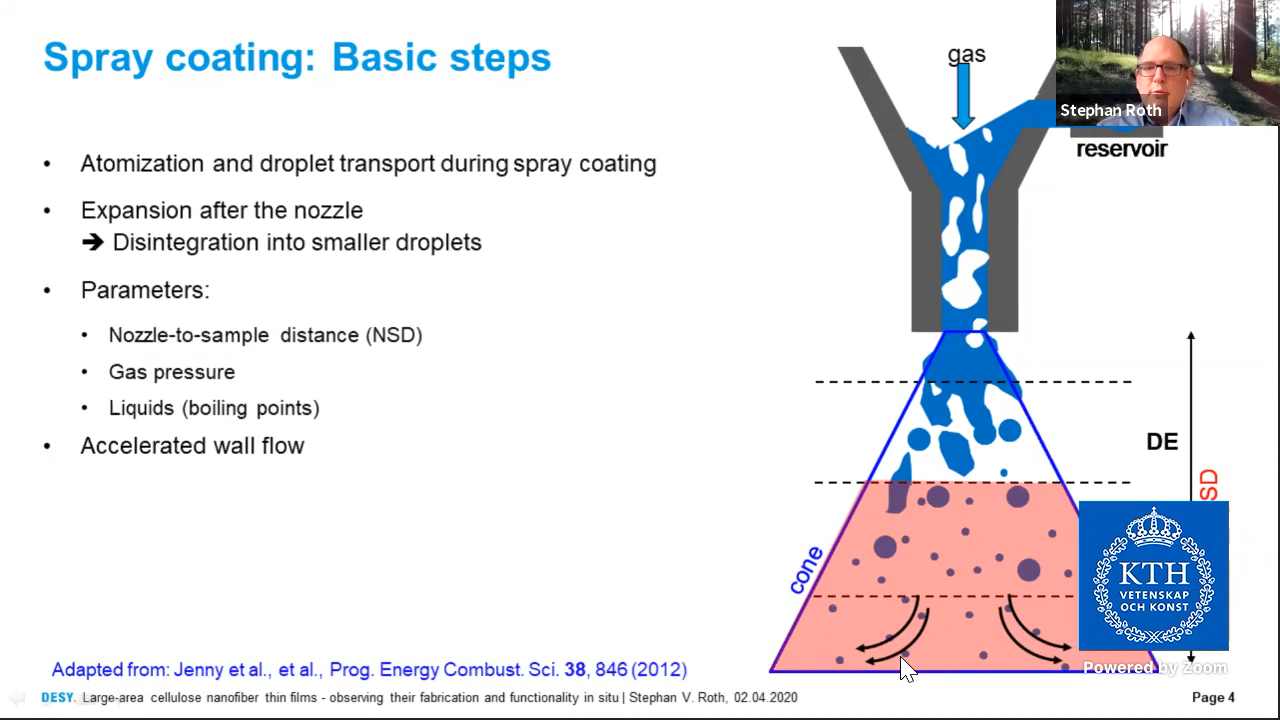 Spray coating: Basic steps
gas
Stephan Roth
reservoir
• Atomization and droplet transport during spray coating
• Expansion after the nozzle
➔ Disintegration into smaller droplets
• Parameters:
• Nozzle-to-sample distance (NSD)
• Gas pressure
• Liquids (boiling points)
• Accelerated wall flow
DE
SD
cone
KTH
VETENSKAP
OCH KONST
Powered by Zoom
Adapted from: Jenny et al., et al., Prog. Energy Combust. Sci. 38, 846 (2012)
DESY. Large-area cellulose nanofiber thin films - observing their fabrication and functionality in situ | Stephan V. Roth, 02.04.2020
Page 4